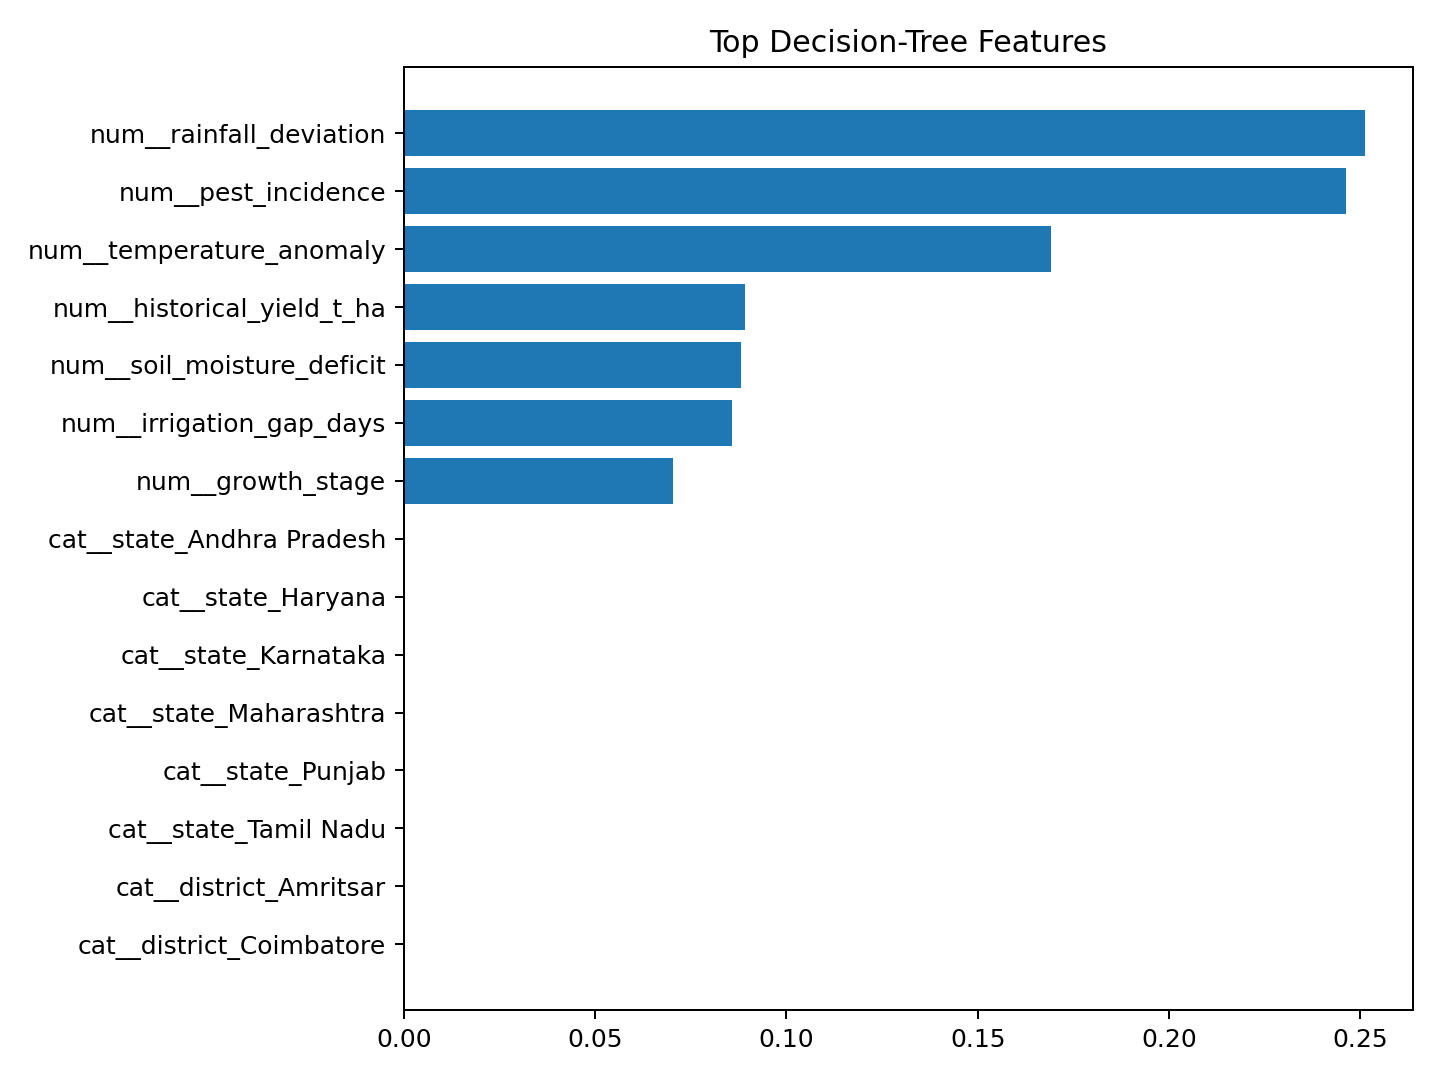 Top Decision-Tree Features
num__rainfall_deviation
num__pest_incidence
num__temperature_anomaly
num__historical_yield_t_ha
num__soil_moisture_deficit
num__irrigation_gap_days
num__growth_stage
cat__state_Andhra Pradesh
cat__state_Haryana
cat__state_Karnataka
cat__state_Maharashtra
cat__state_Punjab
cat__state_Tamil Nadu
cat__district_Amritsar
cat__district_Coimbatore
0.00 0.05 0.10 0.15 0.20 0.25